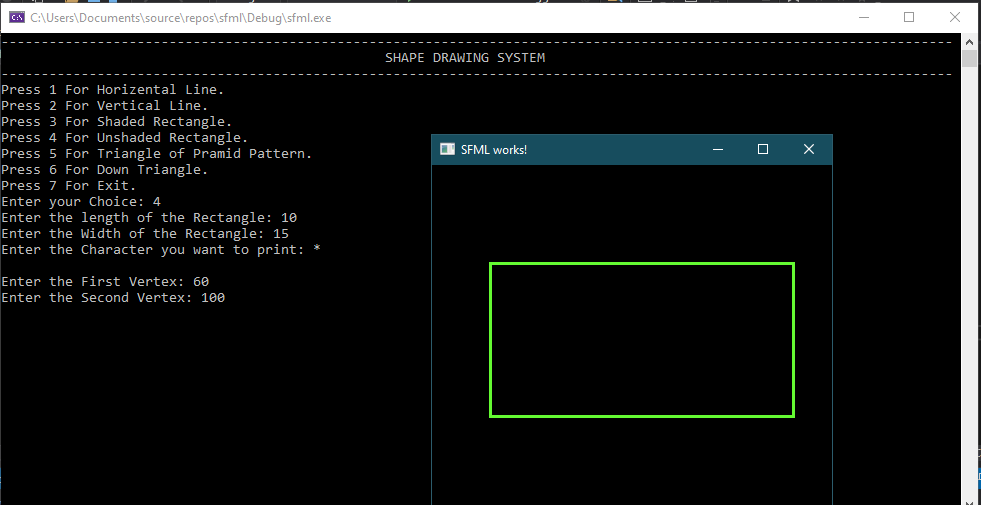 C:\Users\Documents\source\repos\sfml\Debug\sfml.exe
--------------------------------------------------------------------------------------------------------------
SHAPE DRAWING SYSTEM
--------------------------------------------------------------------------------------------------------------
Press 1 For Horizental Line.
Press 2 For Vertical Line.
Press 3 For Shaded Rectangle.
Press 4 For Unshaded Rectangle.
Press 5 For Triangle of Pramid Pattern.
Press 6 For Down Triangle.
Press 7 For Exit.
Enter your Choice: 4
Enter the length of the Rectangle: 10
Enter the Width of the Rectangle: 15
Enter the Character you want to print: *
Enter the First Vertex: 60
Enter the Second Vertex: 100
SFML works!